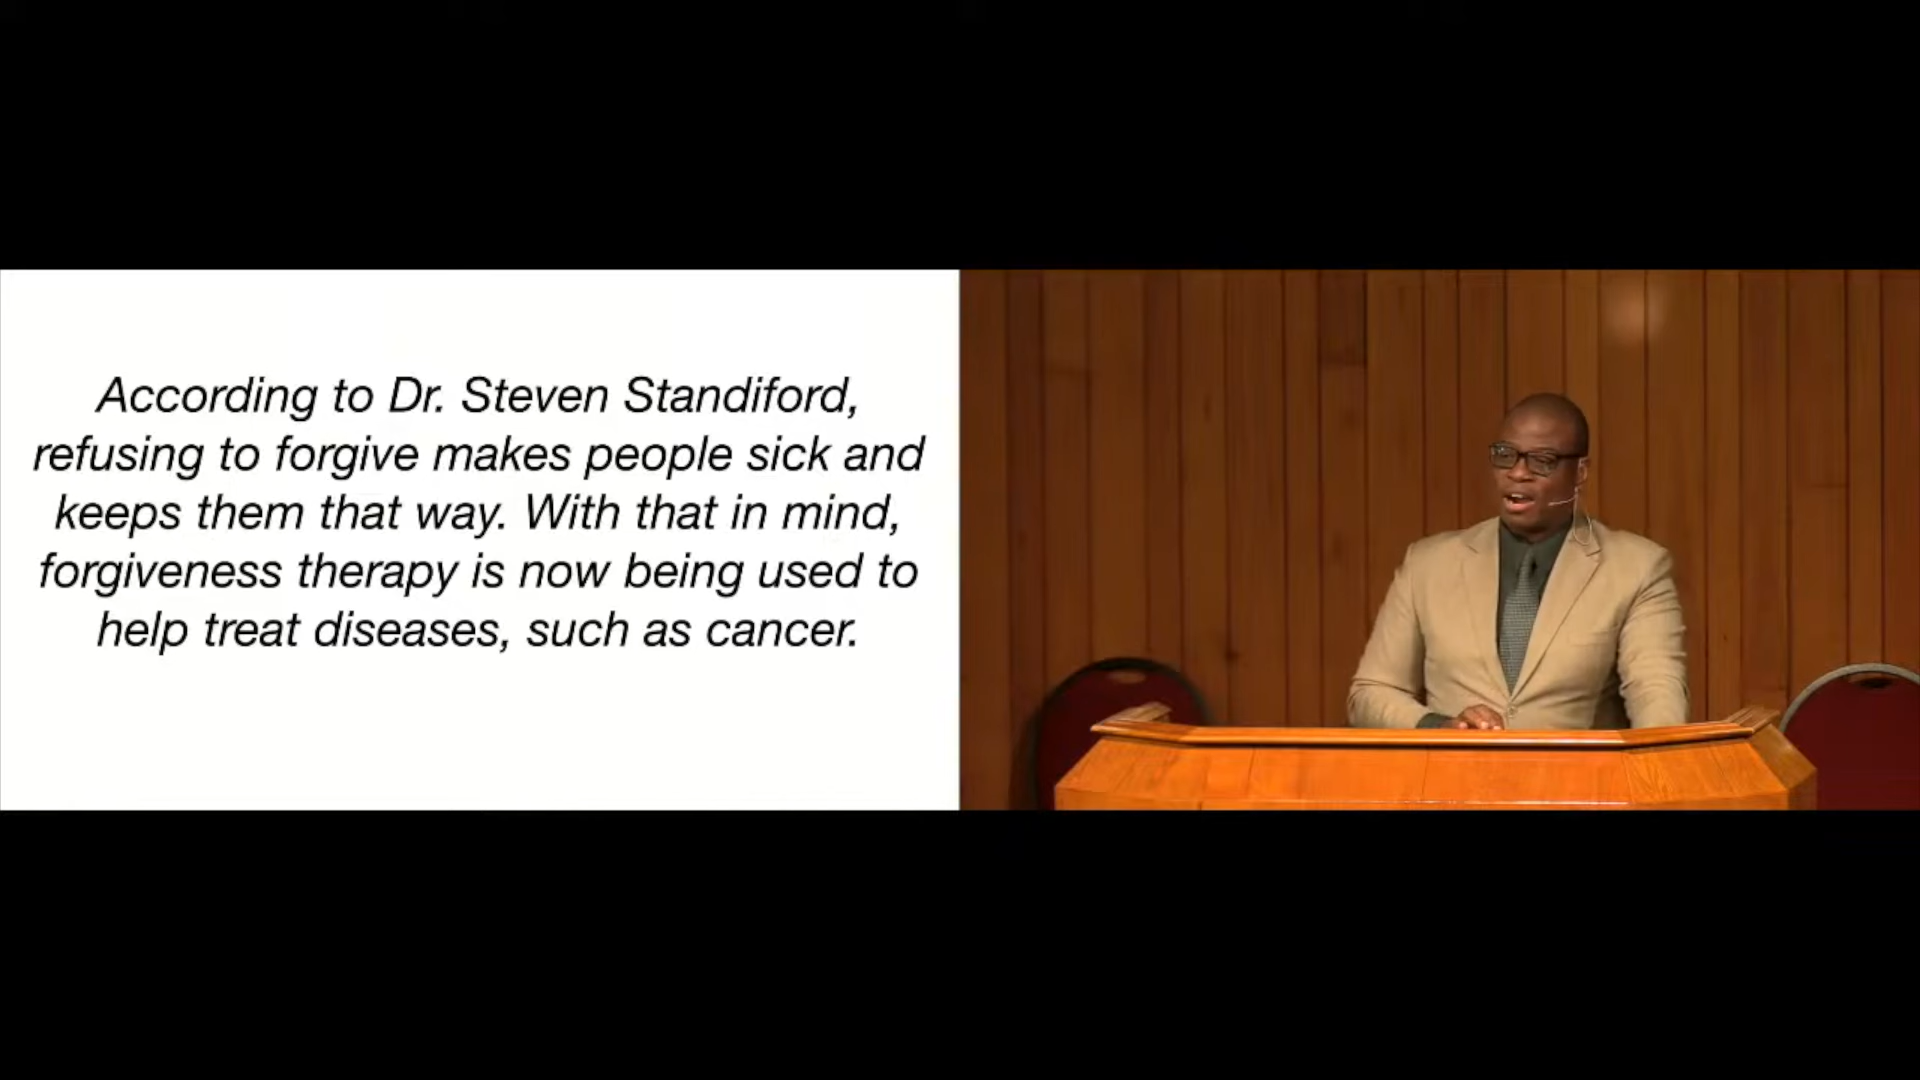 According to Dr. Steven Standiford,
refusing to forgive makes people sick and
keeps them that way. With that in mind,
forgiveness therapy is now being used to
help treat diseases, such as cancer.